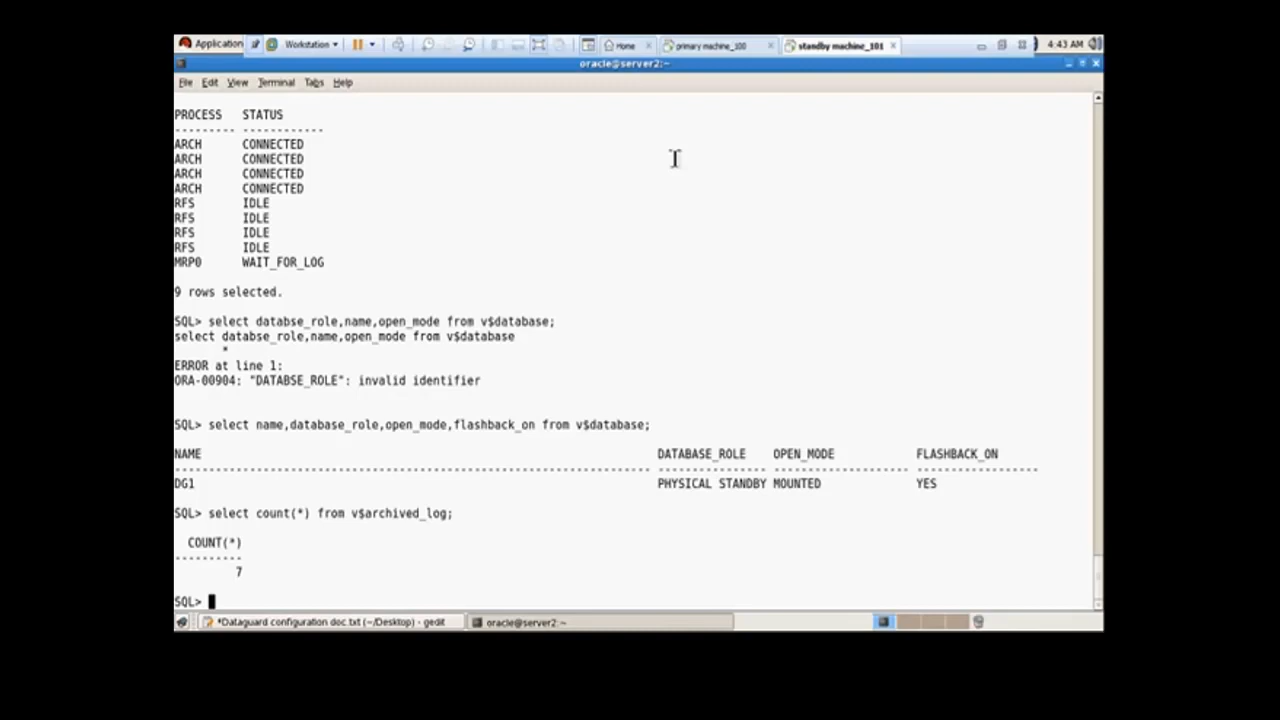 Application Workstation Home primary machine_100 standby machine_101 4:43 AM
oracle@server2:~
File Edit View Terminal Tabs Help
PROCESS STATUS
--------- ------------
ARCH CONNECTED
ARCH CONNECTED
ARCH CONNECTED
ARCH CONNECTED
RFS IDLE
RFS IDLE
RFS IDLE
RFS IDLE
MRP0 WAIT_FOR_LOG
9 rows selected.
SQL> select databse_role,name,open_mode from v$database;
select databse_role,name,open_mode from v$database
*
ERROR at line 1:
ORA-00904: "DATABSE_ROLE": invalid identifier
SQL> select name,database_role,open_mode,flashback_on from v$database;
NAME DATABASE_ROLE OPEN_MODE FLASHBACK_ON
---------------------------------------------------------------------- ---------------- -------------------- ------------------
DG1 PHYSICAL STANDBY MOUNTED YES
SQL> select count(*) from v$archived_log;
COUNT(*)
----------
7
SQL>
*Dataguard configuration doc.txt (~/Desktop) - gedit oracle@server2:~